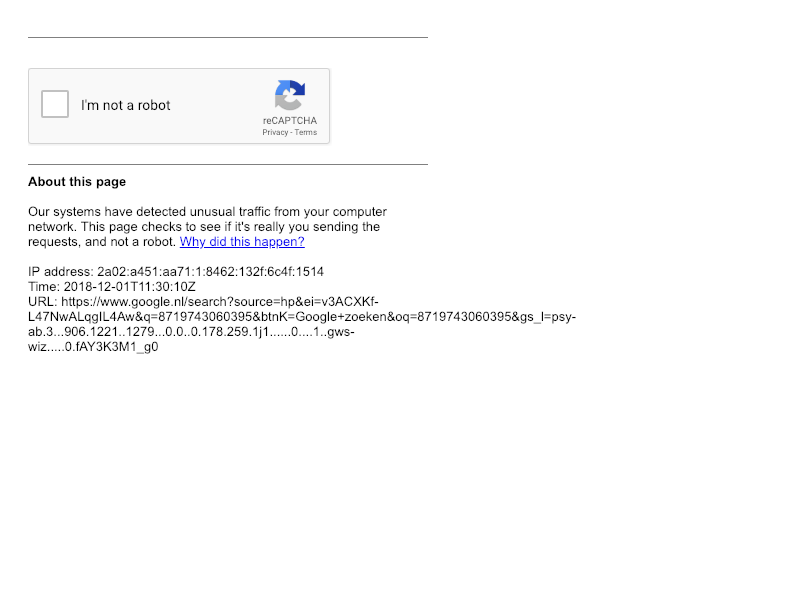 I'm not a robot
reCAPTCHA
Privacy - Terms
About this page
Our systems have detected unusual traffic from your computer
network. This page checks to see if it's really you sending the
requests, and not a robot. Why did this happen?
IP address: 2a02:a451:aa71:1:8462:132f:6c4f:1514
Time: 2018-12-01T11:30:10Z
URL: https://www.google.nl/search?source=hp&ei=v3ACXKf-
L47NwALqgIL4Aw&q=8719743060395&btnK=Google+zoeken&oq=8719743060395&gs_l=psy-
ab.3...906.1221..1279...0.0..0.178.259.1j1......0....1..gws-
wiz.....0.fAY3K3M1_g0